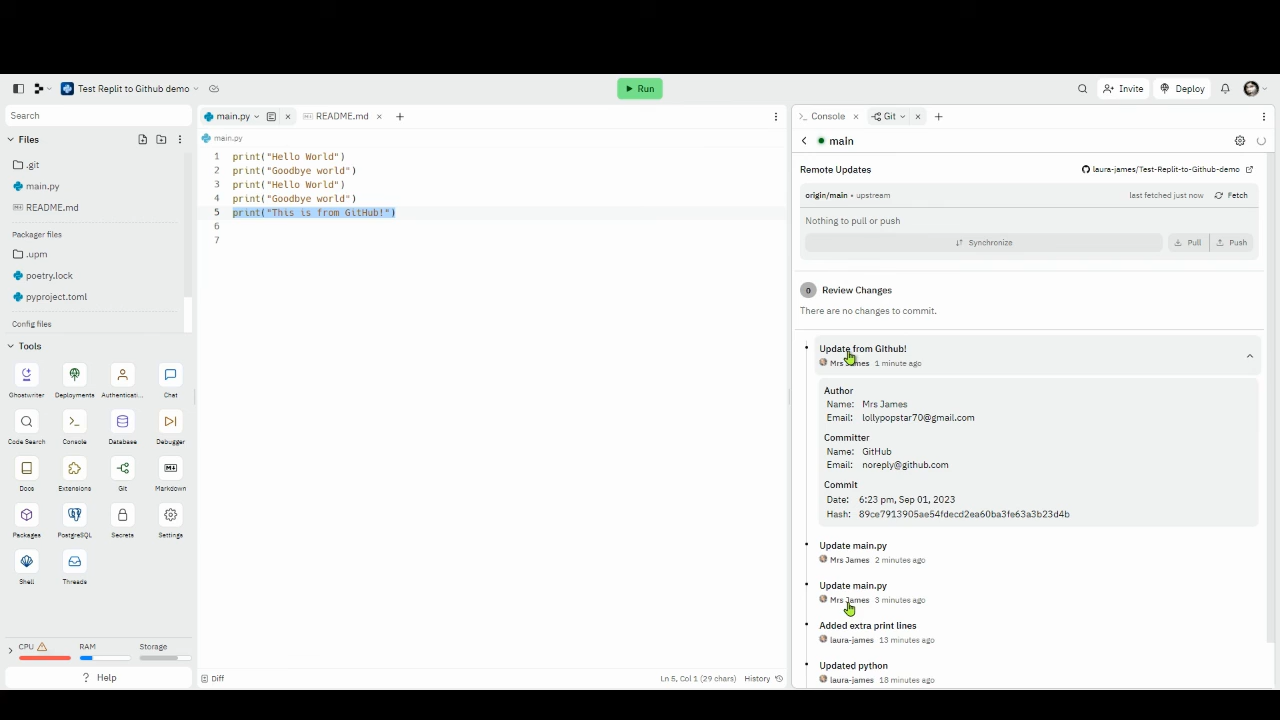 Test Replit to Github demo
Run
Invite
Deploy
Search
Files
.git
main.py
README.md
Packager files
.upm
poetry.lock
pyproject.toml
Config files
Tools
Ghostwriter
Deployments
Authenticati...
Chat
Code Search
Console
Database
Debugger
Docs
Extensions
Git
Markdown
Packages
PostgreSQL
Secrets
Settings
Shell
Threads
CPU
RAM
Storage
? Help
main.py
README.md
main.py
1 print("Hello World")
2 print("Goodbye world")
3 print("Hello World")
4 print("Goodbye world")
5 print("This is from GitHub!")
6
7
Diff
Ln 5, Col 1 (29 chars) History
Console
Git
main
Remote Updates
laura-james/Test-Replit-to-Github-demo
origin/main • upstream
last fetched just now
Fetch
Nothing to pull or push
Synchronize
Pull
Push
0 Review Changes
There are no changes to commit.
Update from Github!
Mrs James 1 minute ago
Author
Name: Mrs James
Email: lollypopstar70@gmail.com
Committer
Name: GitHub
Email: noreply@github.com
Commit
Date: 6:23 pm, Sep 01, 2023
Hash: 89ce7913905ae54fdecd2ea60ba3fe63a3b23d4b
Update main.py
Mrs James 2 minutes ago
Update main.py
Mrs James 3 minutes ago
Added extra print lines
laura-james 13 minutes ago
Updated python
laura-james 18 minutes ago